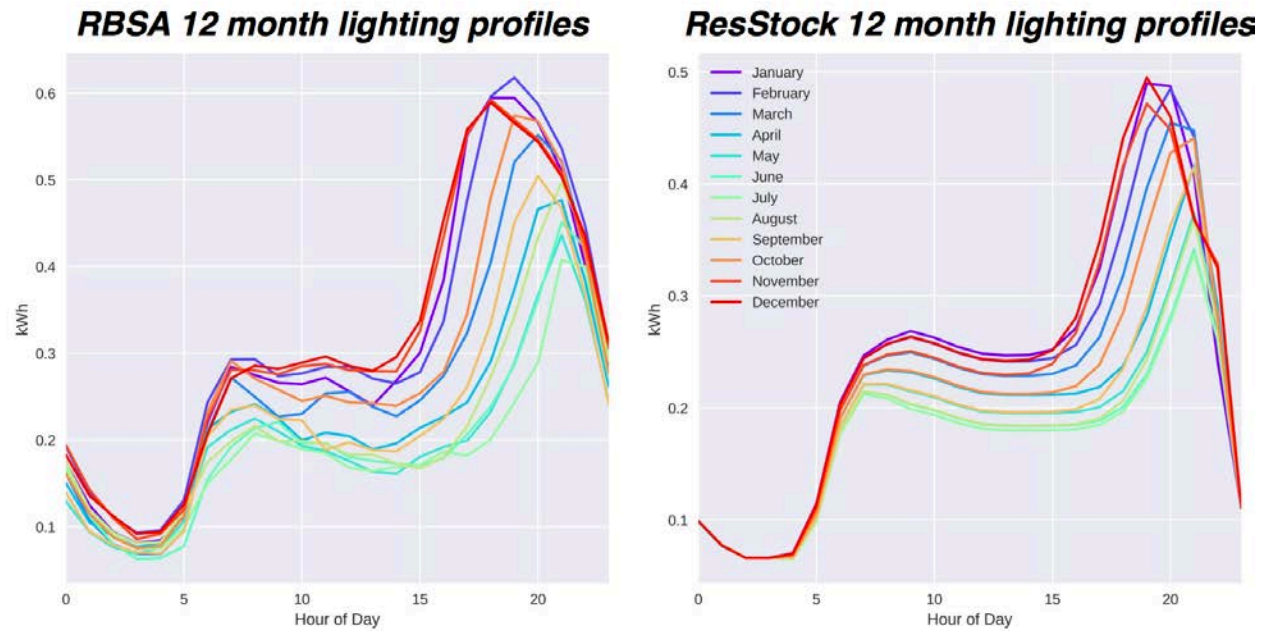 RBSA 12 month lighting profiles
ResStock 12 month lighting profiles
0.6
0.5
0.4
0.3
0.2
0.1
kWh
0 5 10 15 20
Hour of Day
0.5
0.4
0.3
0.2
0.1
kWh
January
February
March
April
May
June
July
August
September
October
November
December
0 5 10 15 20
Hour of Day